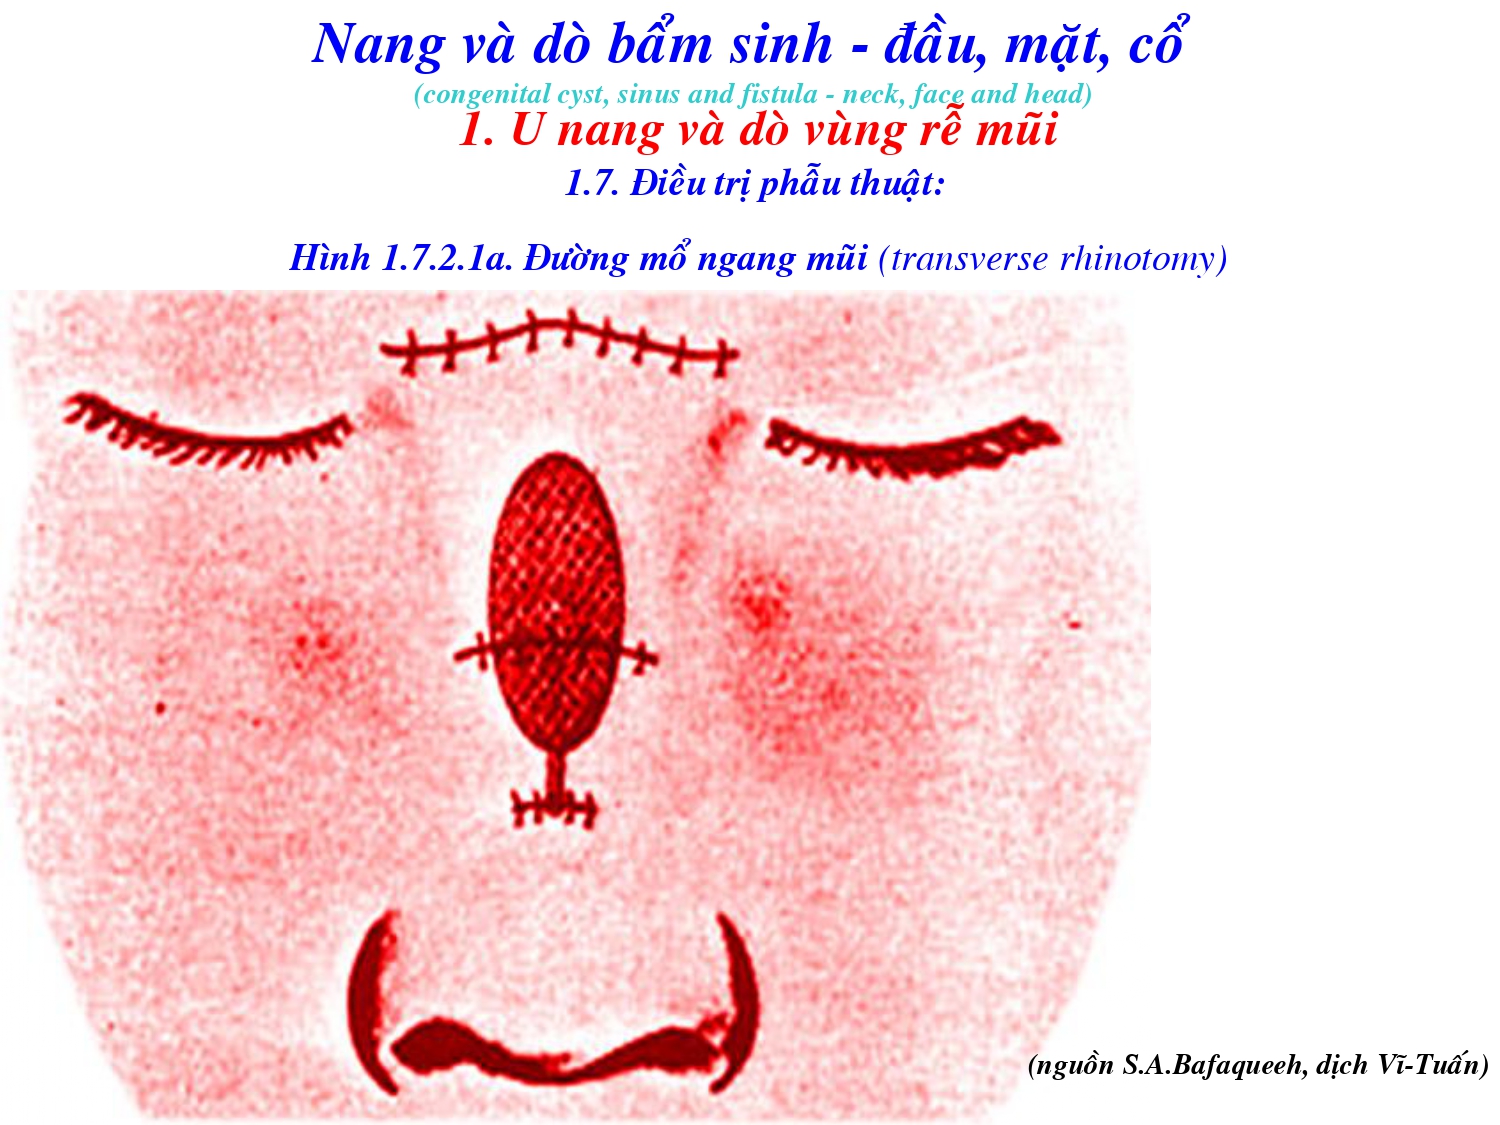 Nang và dò bẩm sinh - đầu, mặt, cổ
(congenital cyst, sinus and fistula - neck, face and head)
1. U nang và dò vùng rễ mũi
1.7. Điều trị phẫu thuật:
Hình 1.7.2.1a. Đường mổ ngang mũi (transverse rhinotomy)
(nguồn S.A.Bafaqueeh, dịch Vĩ-Tuấn)